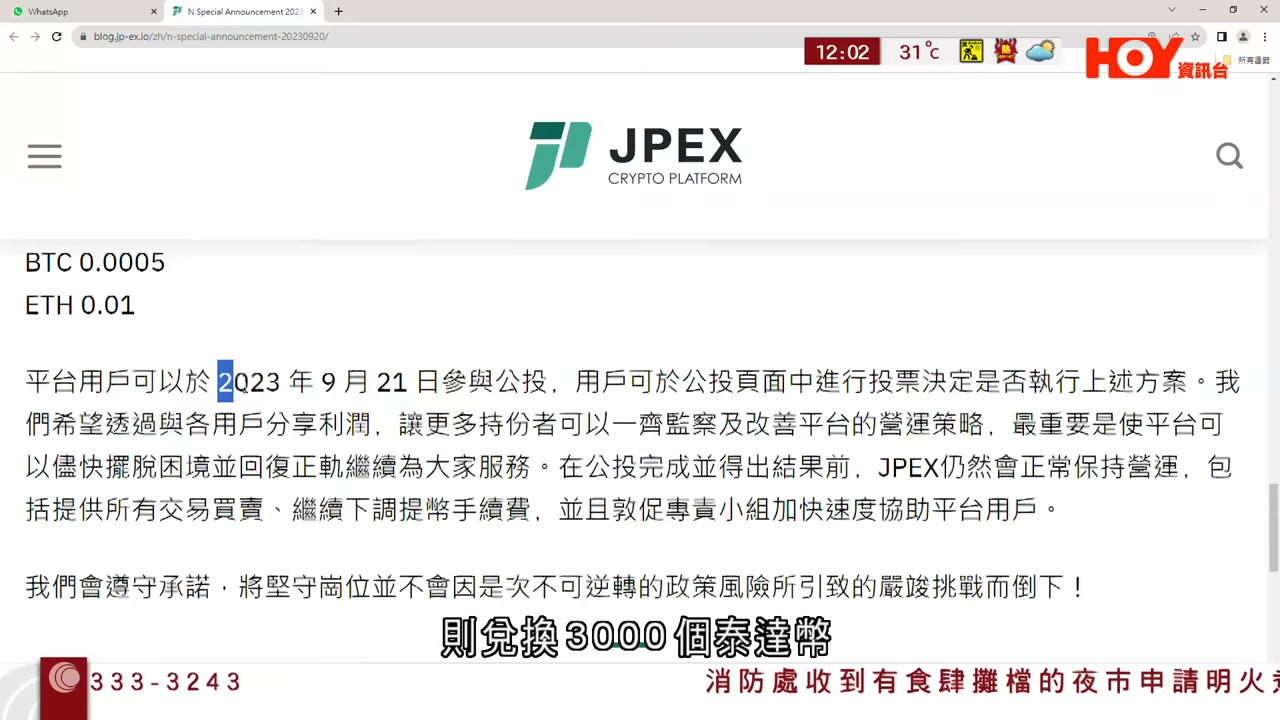 WhatsApp
N Special Announcement 2023
blog.jp-ex.io/zh/n-special-announcement-20230920/
12:02
31℃
HOY
資訊台
所有書籤
JPEX
CRYPTO PLATFORM
BTC 0.0005
ETH 0.01
平台用戶可以於 2023 年 9 月 21 日參與公投，用戶可於公投頁面中進行投票決定是否執行上述方案。我
們希望透過與各用戶分享利潤，讓更多持份者可以一齊監察及改善平台的營運策略，最重要是使平台可
以儘快擺脫困境並回復正軌繼續為大家服務。在公投完成並得出結果前，JPEX仍然會正常保持營運，包
括提供所有交易買賣、繼續下調提幣手續費，並且敦促專責小組加快速度協助平台用戶。
我們會遵守承諾，將堅守崗位並不會因是次不可逆轉的政策風險所引致的嚴竣挑戰而倒下！
則兌換3000個泰達幣
333-3243
消防處收到有食肆攤檔的夜市申請明火